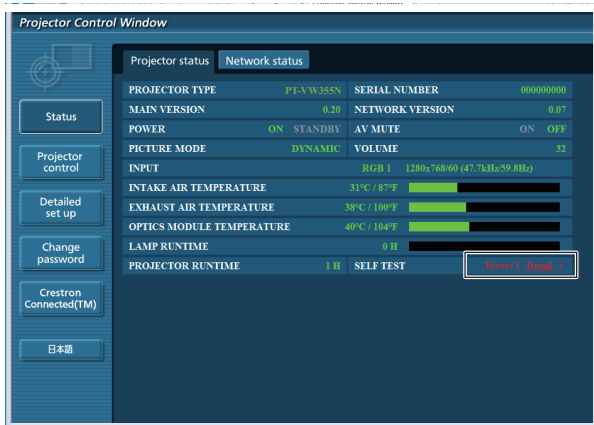 Projector Control Window
Projector status Network status
Status
Projector control
Detailed set up
Change password
Crestron Connected(TM)
日本語
PROJECTOR TYPE PT-VW355N SERIAL NUMBER 000000000
MAIN VERSION 0.20 NETWORK VERSION 0.07
POWER ON STANDBY AV MUTE ON OFF
PICTURE MODE DYNAMIC VOLUME 32
INPUT RGB 1 1280x768/60 (47.7kHz/59.8Hz)
INTAKE AIR TEMPERATURE 31°C / 87°F
EXHAUST AIR TEMPERATURE 38°C / 100°F
OPTICS MODULE TEMPERATURE 40°C / 104°F
LAMP RUNTIME 0 H
PROJECTOR RUNTIME 1 H SELF TEST Errors ( Detail )